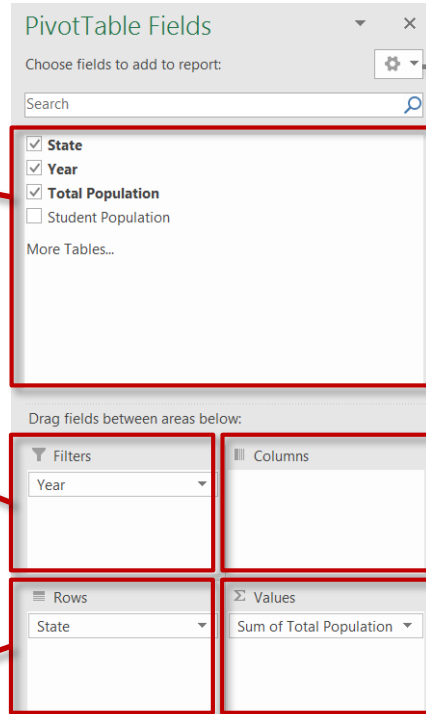 PivotTable Fields
Choose fields to add to report:
Search
State
Year
Total Population
Student Population
More Tables...
Drag fields between areas below:
Filters
Columns
Year
Rows
Σ Values
State
Sum of Total Population